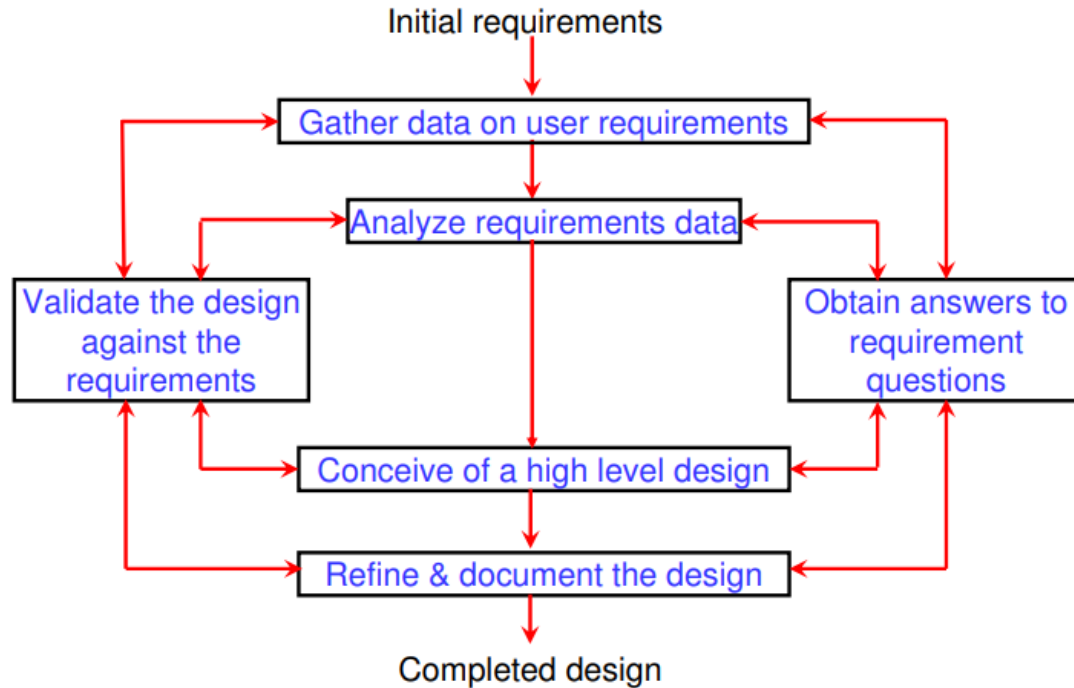 Initial requirements
Gather data on user requirements
Analyze requirements data
Validate the design
against the
requirements
Obtain answers to
requirement
questions
Conceive of a high level design
Refine & document the design
Completed design